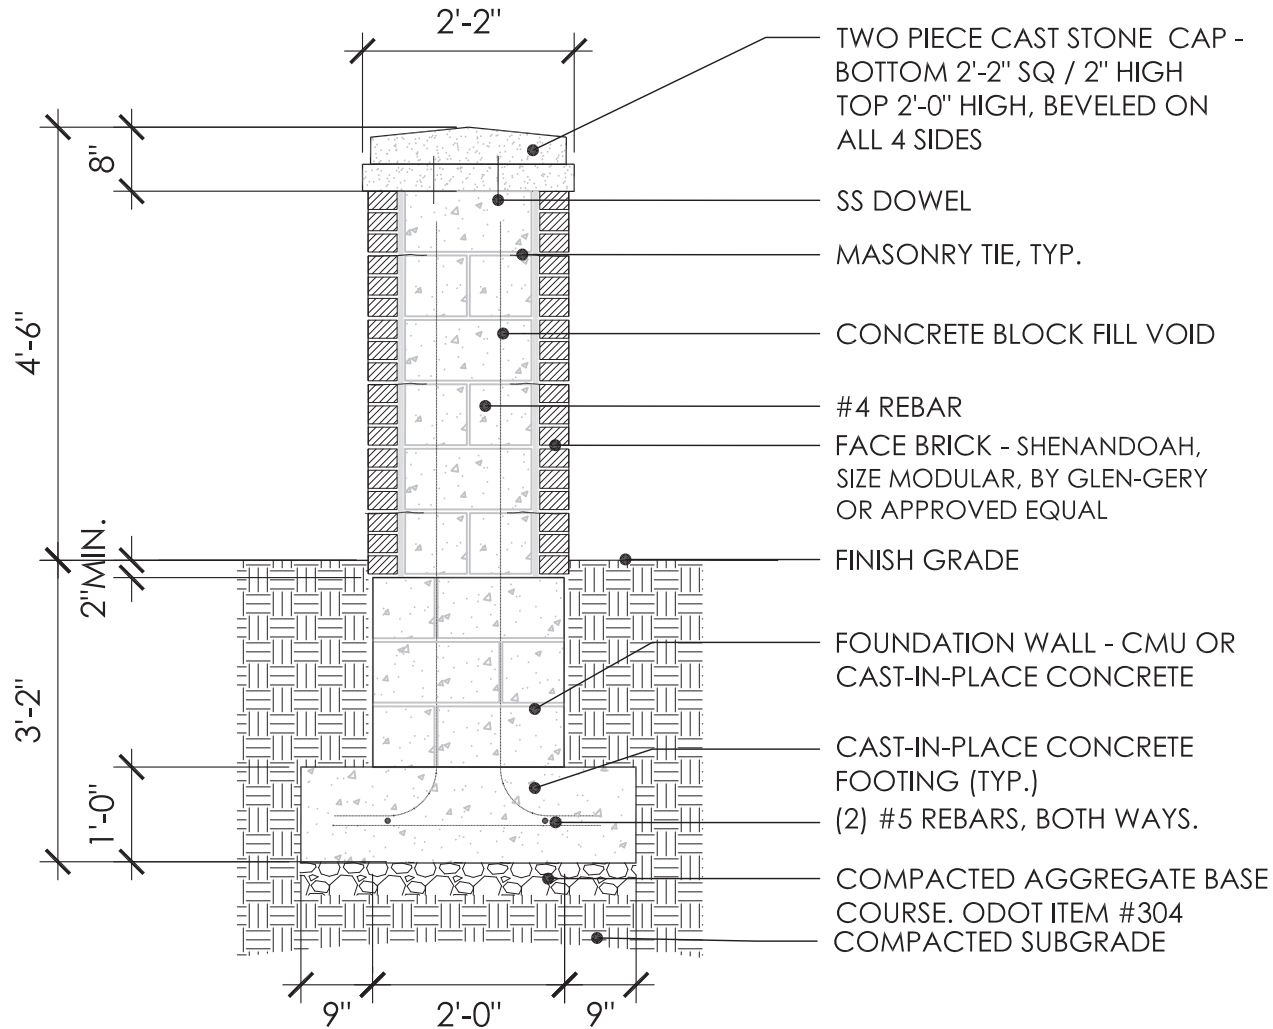 2'-2"
TWO PIECE CAST STONE CAP -
BOTTOM 2'-2" SQ / 2" HIGH
TOP 2'-0" HIGH, BEVELED ON
ALL 4 SIDES
8"
SS DOWEL
MASONRY TIE, TYP.
4'-6"
CONCRETE BLOCK FILL VOID
#4 REBAR
FACE BRICK - SHENANDOAH,
SIZE MODULAR, BY GLEN-GERY
OR APPROVED EQUAL
2"MIN.
FINISH GRADE
FOUNDATION WALL - CMU OR
CAST-IN-PLACE CONCRETE
3'-2"
CAST-IN-PLACE CONCRETE
FOOTING (TYP.)
1'-0"
(2) #5 REBARS, BOTH WAYS.
COMPACTED AGGREGATE BASE
COURSE. ODOT ITEM #304
COMPACTED SUBGRADE
9"
2'-0"
9"